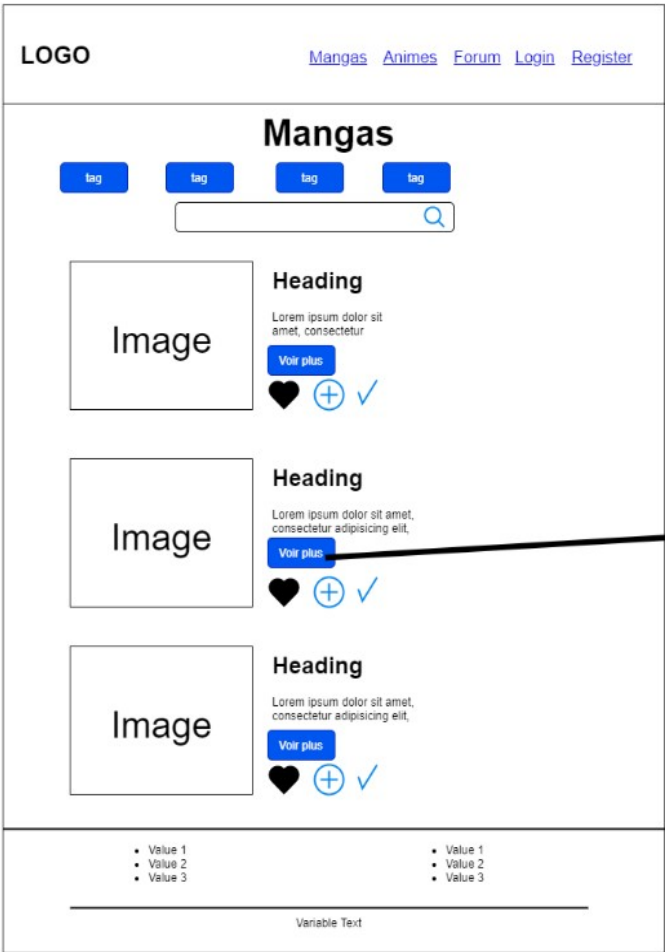 LOGO
Mangas Animes Forum Login Register
Mangas
tag tag tag tag
Image
Heading
Lorem ipsum dolor sit
amet, consectetur
Voir plus
Image
Heading
Lorem ipsum dolor sit amet,
consectetur adipisicing elit,
Voir plus
Image
Heading
Lorem ipsum dolor sit amet,
consectetur adipisicing elit,
Voir plus
Value 1
Value 2
Value 3
Value 1
Value 2
Value 3
Variable Text